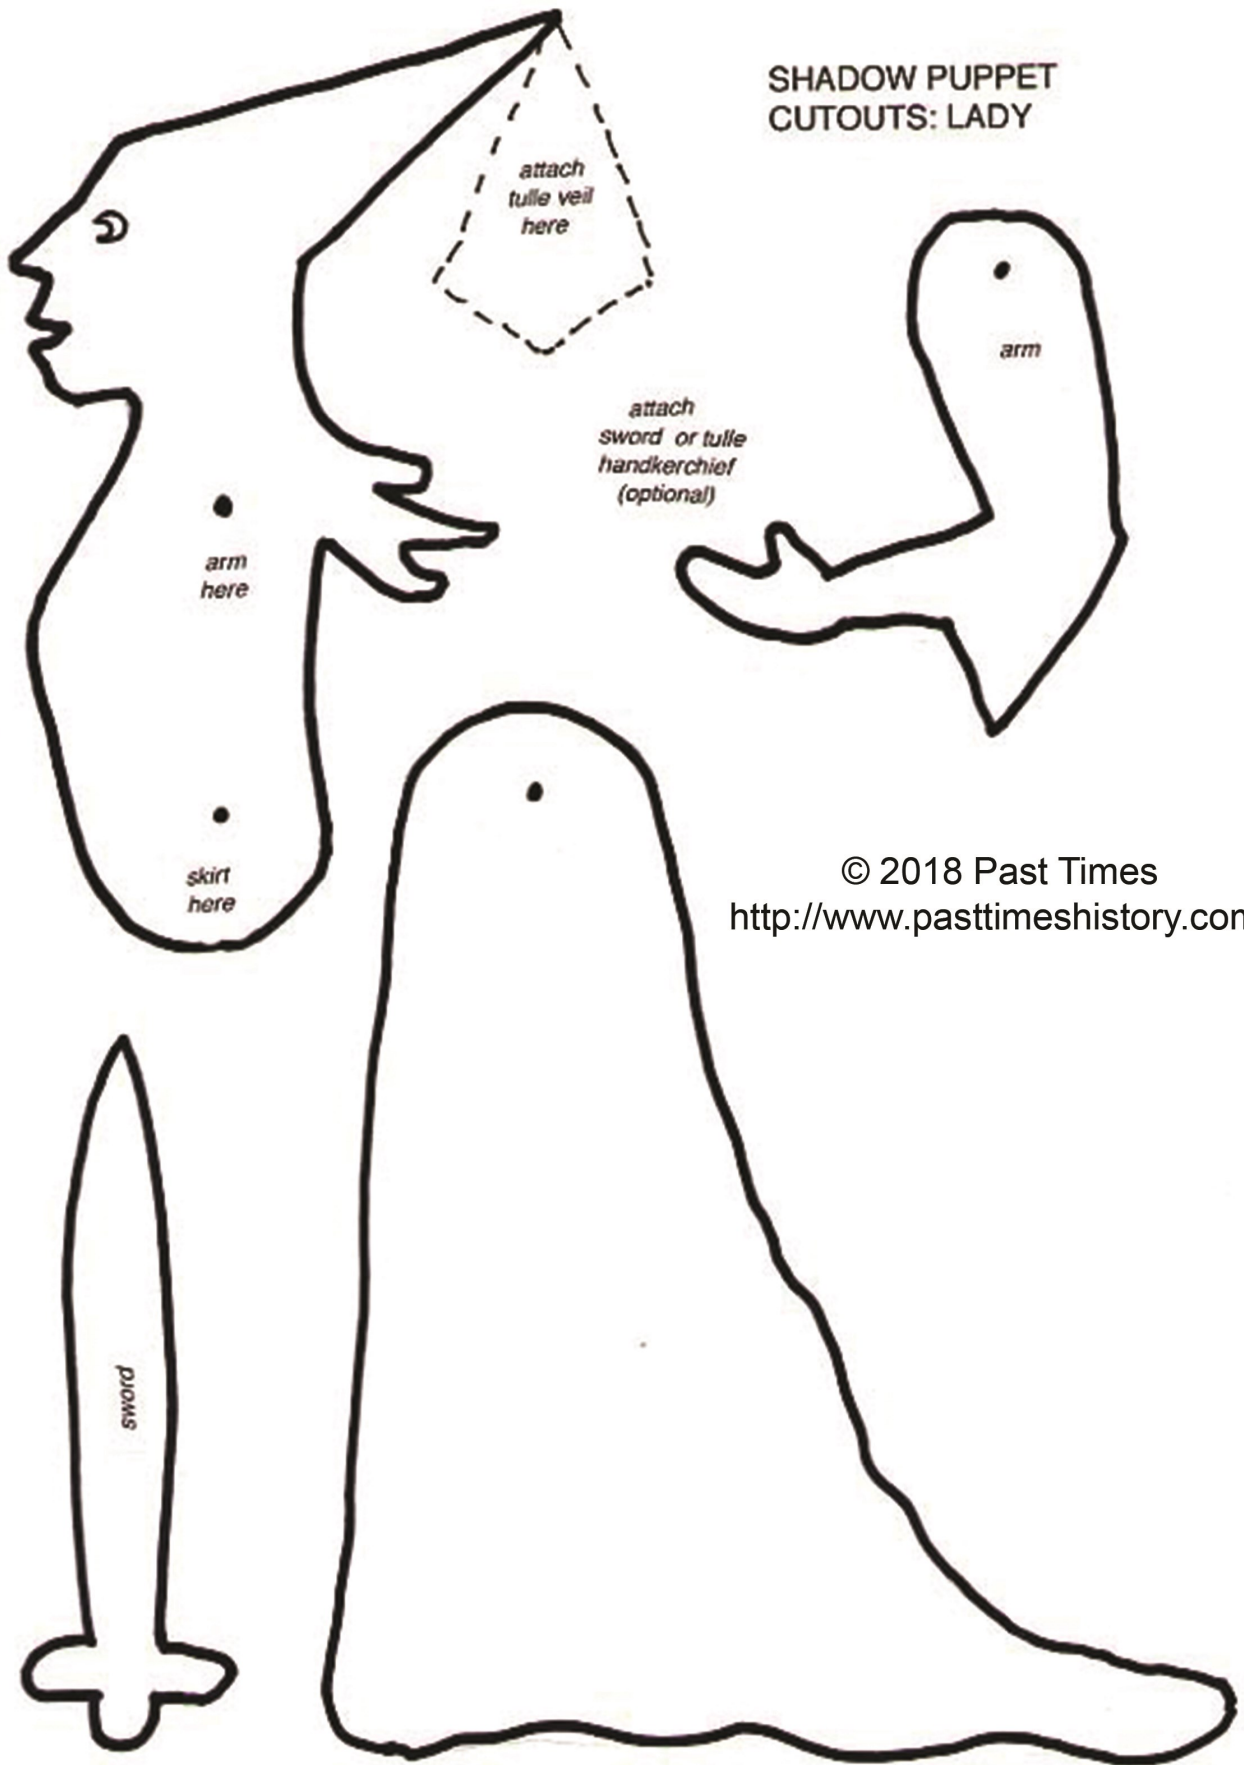 SHADOW PUPPET
CUTOUTS: LADY
attach
tulle veil
here
arm
attach
sword or tulle
handkerchief
(optional)
arm
here
skirt
here
© 2018 Past Times
http://www.pasttimeshistory.com
sword